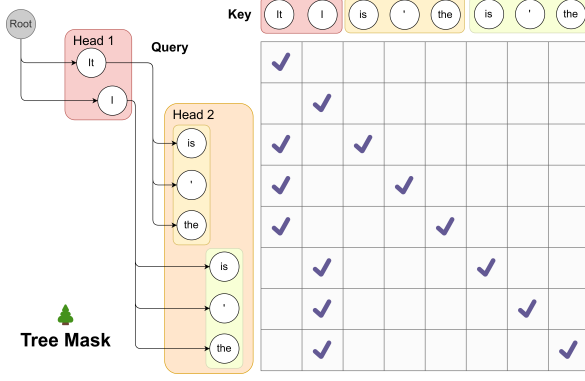 Root
Head 1
It
I
Query
Key
It I is ' the is ' the
Head 2
is
'
the
is
'
the
Tree Mask